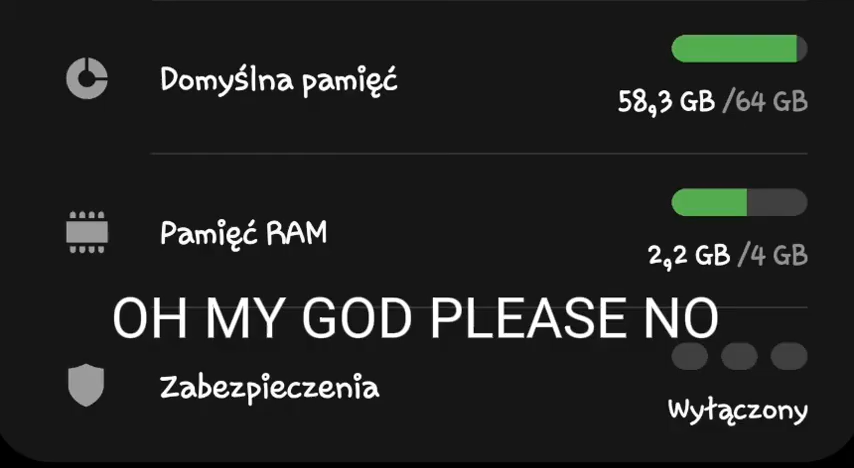 Domyślna pamięć
58,3 GB /64 GB
Pamięć RAM
2,2 GB /4 GB
OH MY GOD PLEASE NO
Zabezpieczenia
Wyłączony